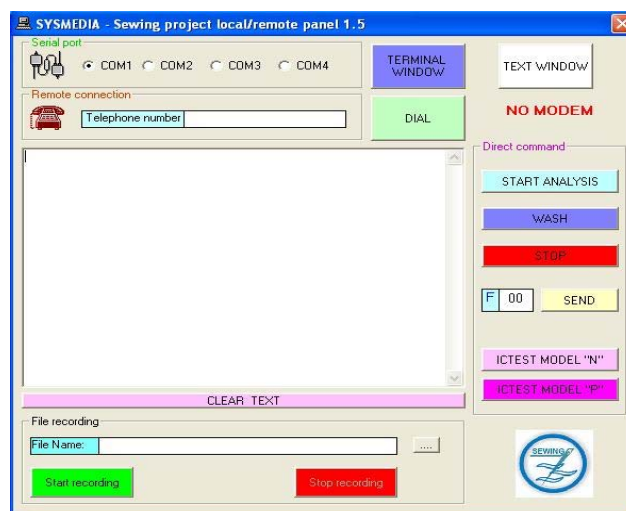 SYSMEDIA - Sewing project local/remote panel 1.5
Serial port
COM1 COM2 COM3 COM4
TERMINAL WINDOW
TEXT WINDOW
Remote connection
Telephone number
DIAL
NO MODEM
Direct command
START ANALYSIS
WASH
STOP
F 00 SEND
ICTEST MODEL "N"
ICTEST MODEL "P"
CLEAR TEXT
File recording
File Name:
....
Start recording
Stop recording
SEWING